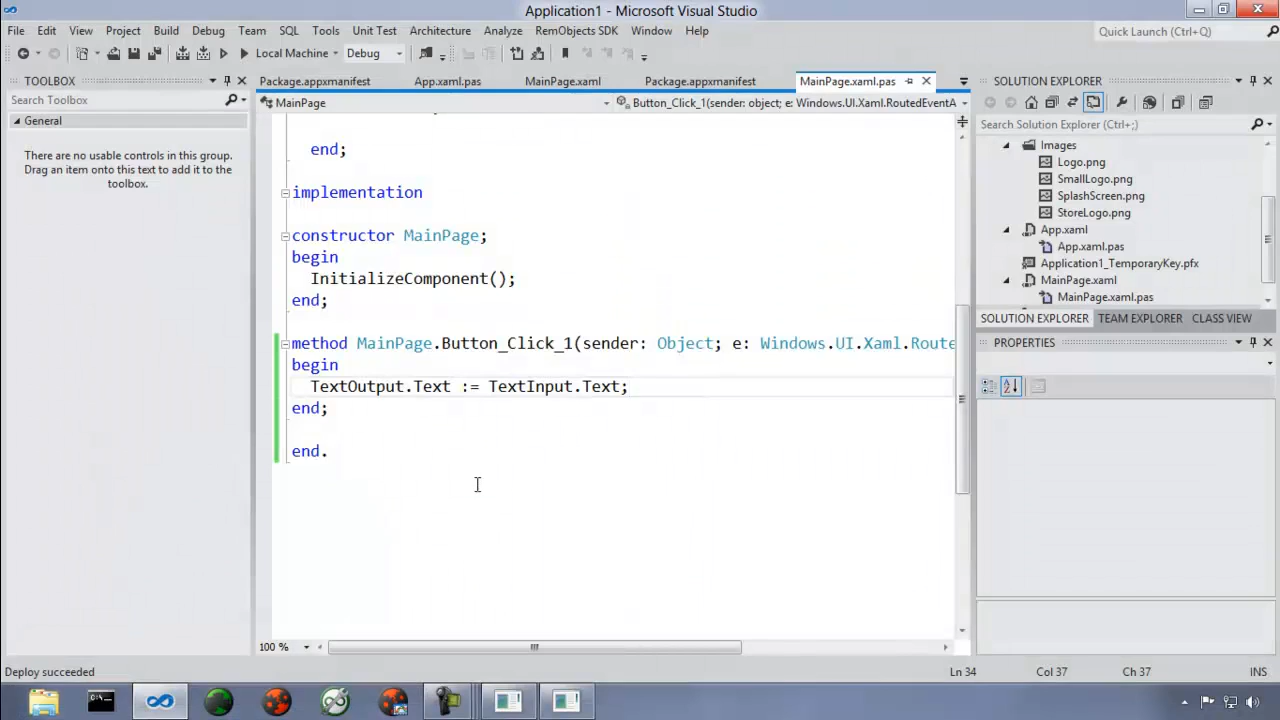 Application1 - Microsoft Visual Studio
File Edit View Project Build Debug Team SQL Tools Unit Test Architecture Analyze RemObjects SDK Window Help
Quick Launch (Ctrl+Q)
Local Machine Debug
TOOLBOX
Search Toolbox
General
There are no usable controls in this group.
Drag an item onto this text to add it to the
toolbox.
Package.appxmanifest App.xaml.pas MainPage.xaml Package.appxmanifest MainPage.xaml.pas
MainPage Button_Click_1(sender: object; e: Windows.UI.Xaml.RoutedEventA
end;
implementation
constructor MainPage;
begin
InitializeComponent();
end;
method MainPage.Button_Click_1(sender: Object; e: Windows.UI.Xaml.Route
begin
TextOutput.Text := TextInput.Text;
end;
end.
100 %
SOLUTION EXPLORER
Search Solution Explorer (Ctrl+;)
Images
Logo.png
SmallLogo.png
SplashScreen.png
StoreLogo.png
App.xaml
App.xaml.pas
Application1_TemporaryKey.pfx
MainPage.xaml
MainPage.xaml.pas
SOLUTION EXPLORER TEAM EXPLORER CLASS VIEW
PROPERTIES
Deploy succeeded Ln 34 Col 37 Ch 37 INS